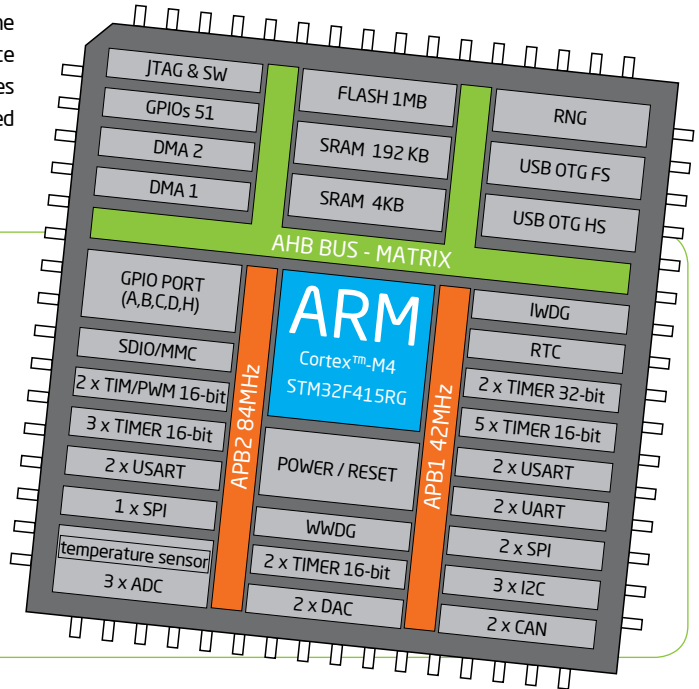 ne
te
es
ed
JTAG & SW
GPIOs 51
DMA 2
DMA 1
FLASH 1MB
SRAM 192 KB
SRAM 4KB
RNG
USB OTG FS
USB OTG HS
AHB BUS - MATRIX
GPIO PORT
(A,B,C,D,H)
SDIO/MMC
2 x TIM/PWM 16-bit
3 x TIMER 16-bit
2 x USART
1 x SPI
temperature sensor
3 x ADC
APB2 84MHz
ARM
Cortex™-M4
STM32F415RG
POWER / RESET
WWDG
2 x TIMER 16-bit
2 x DAC
APB1 42MHz
IWDG
RTC
2 x TIMER 32-bit
5 x TIMER 16-bit
2 x USART
2 x UART
2 x SPI
3 x I2C
2 x CAN